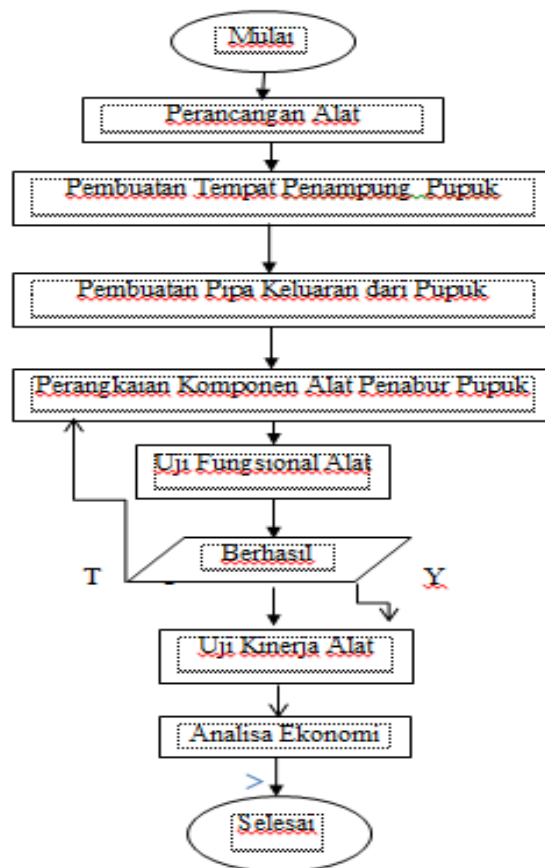 Mulai
Perancangan Alat
Pembuatan Tempat Penampung Pupuk
Pembuatan Pipa Keluaran dari Pupuk
Perangkaian Komponen Alat Penabur Pupuk
Uji Fungsional Alat
Berhasil
T
Y
Uji Kinerja Alat
Analisa Ekonomi
>
Selesai